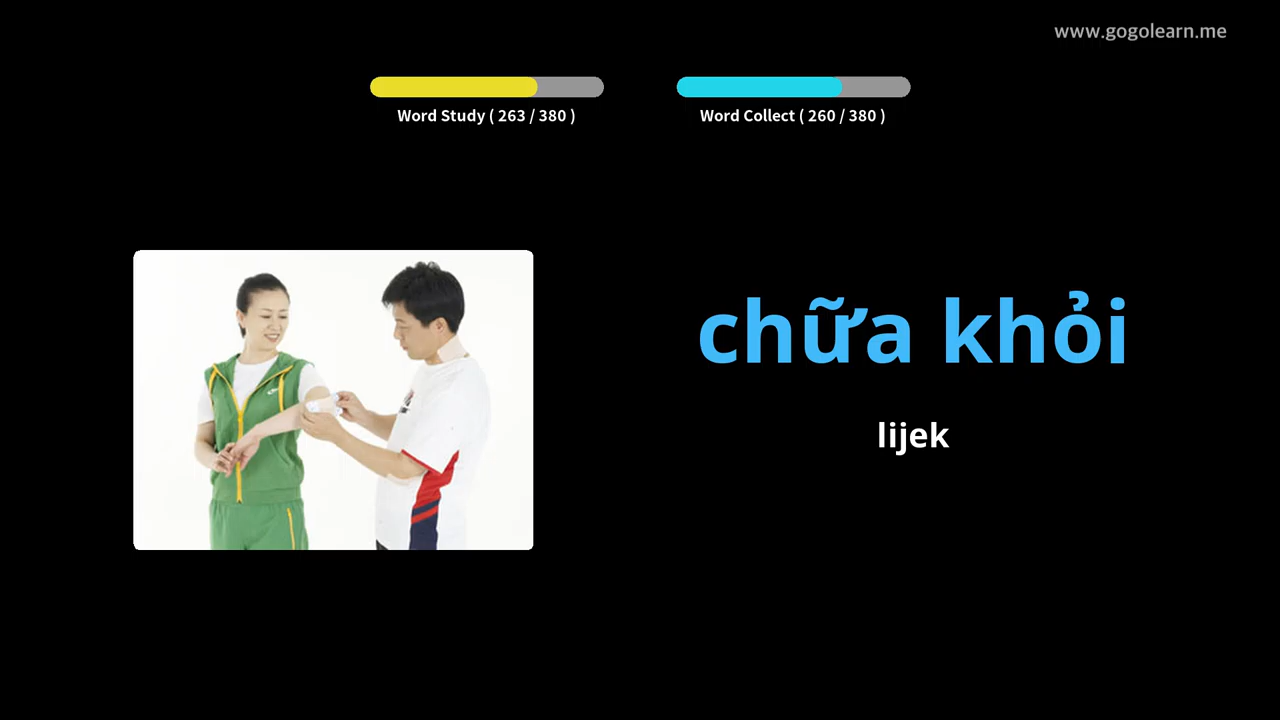 www.gogolearn.me
Word Study ( 263 / 380 )
Word Collect ( 260 / 380 )
chữa khỏi
lijek